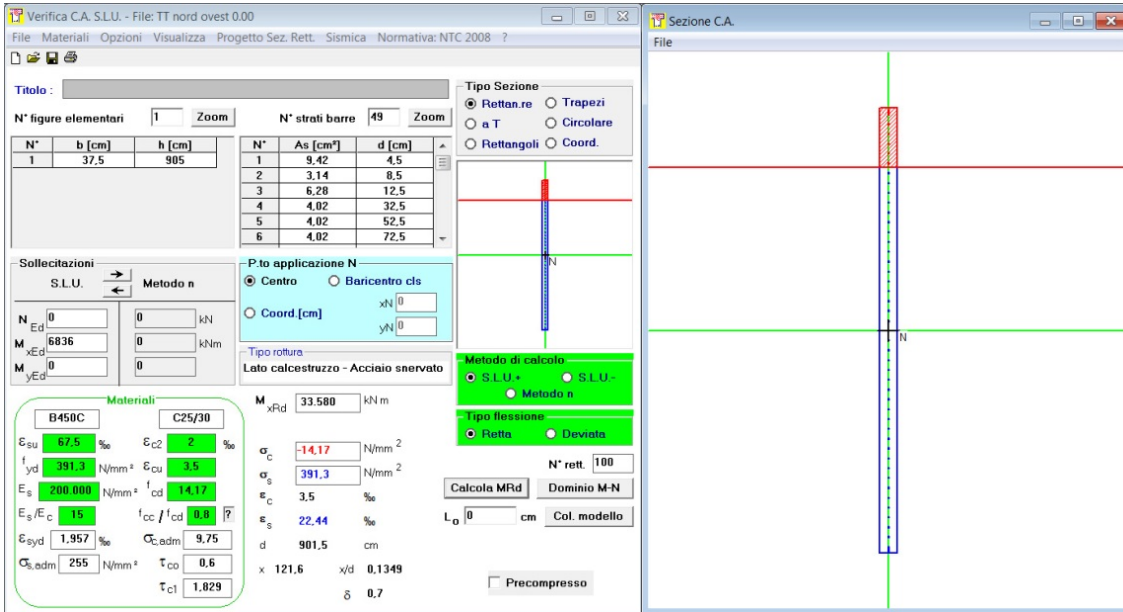 Verifica C.A. S.L.U. - File: TT nord ovest 0.00
File Materiali Opzioni Visualizza Progetto Sez. Rett. Sismica Normativa: NTC 2008 ?
Titolo :
N° figure elementari 1 Zoom
N° strati barre 49 Zoom
N° b [cm] h [cm]
1 37,5 905
N° As [cm²] d [cm]
1 9,42 4,5
2 3,14 8,5
3 6,28 12,5
4 4,02 32,5
5 4,02 52,5
6 4,02 72,5
Tipo Sezione
Rettan.re Trapezi
a T Circolare
Rettangoli Coord.
N
Sollecitazioni
S.L.U. Metodo n
N Ed 0 0 kN
M xEd 6836 0 kNm
M yEd 0 0
P.to applicazione N
Centro Baricentro cls
Coord.[cm] xN 0
yN 0
Tipo rottura
Lato calcestruzzo - Acciaio snervato
Metodo di calcolo
S.L.U.+ S.L.U.-
Metodo n
Tipo flessione
Retta Deviata
N° rett. 100
Calcola MRd Dominio M-N
L o 0 cm Col. modello
Precompresso
Materiali
B450C C25/30
εsu 67,5 ‰ εc2 2 ‰
fyd 391,3 N/mm² εcu 3,5
Es 200.000 N/mm² fcd 14,17
Es/Ec 15 fcc / fcd 0,8 ?
εsyd 1,957 ‰ σc,adm 9,75
σs,adm 255 N/mm² τco 0,6
τc1 1,829
M xRd 33.580 kN m
σc -14,17 N/mm²
σs 391,3 N/mm²
εc 3,5 ‰
εs 22,44 ‰
d 901,5 cm
x 121,6 x/d 0,1349
δ 0,7
Sezione C.A.
File
N